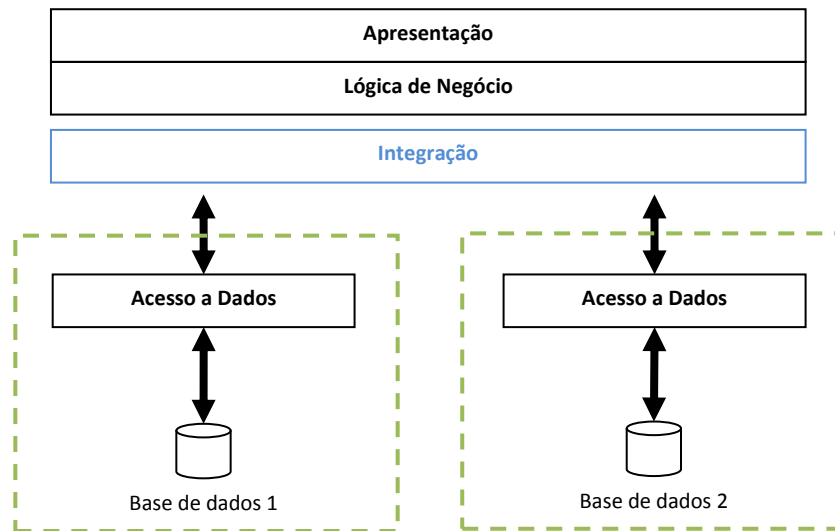 Apresentação
Lógica de Negócio
Integração
Acesso a Dados
Acesso a Dados
Base de dados 1
Base de dados 2